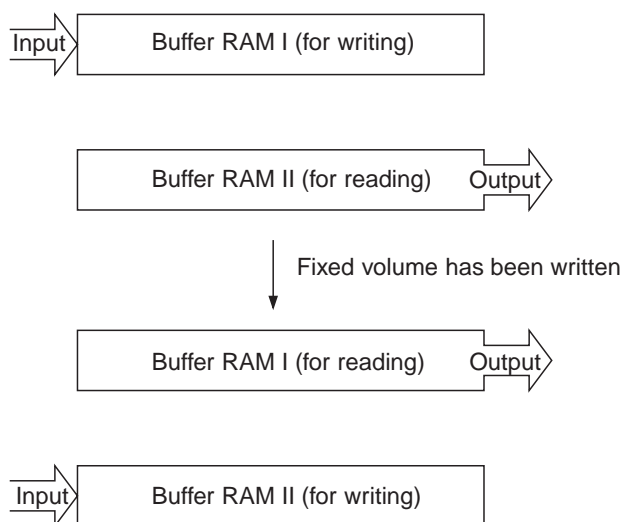 Input
Buffer RAM I (for writing)
Buffer RAM II (for reading)
Output
Fixed volume has been written
Buffer RAM I (for reading)
Output
Input
Buffer RAM II (for writing)